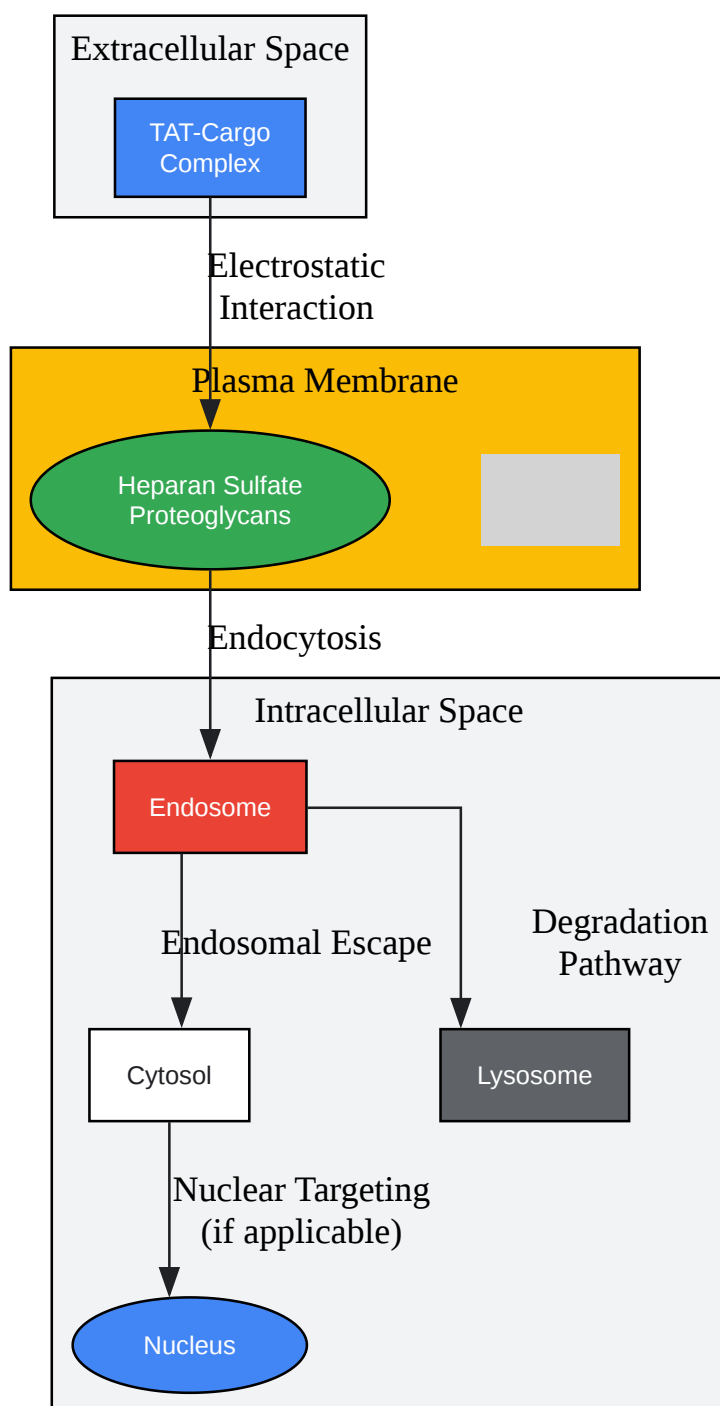 Extracellular Space
TAT-Cargo
Complex
Electrostatic
Interaction
Plasma Membrane
Heparan Sulfate
Proteoglycans
Endocytosis
Intracellular Space
Endosome
Endosomal Escape
Degradation
Pathway
Cytosol
Lysosome
Nuclear Targeting
(if applicable)
Nucleus